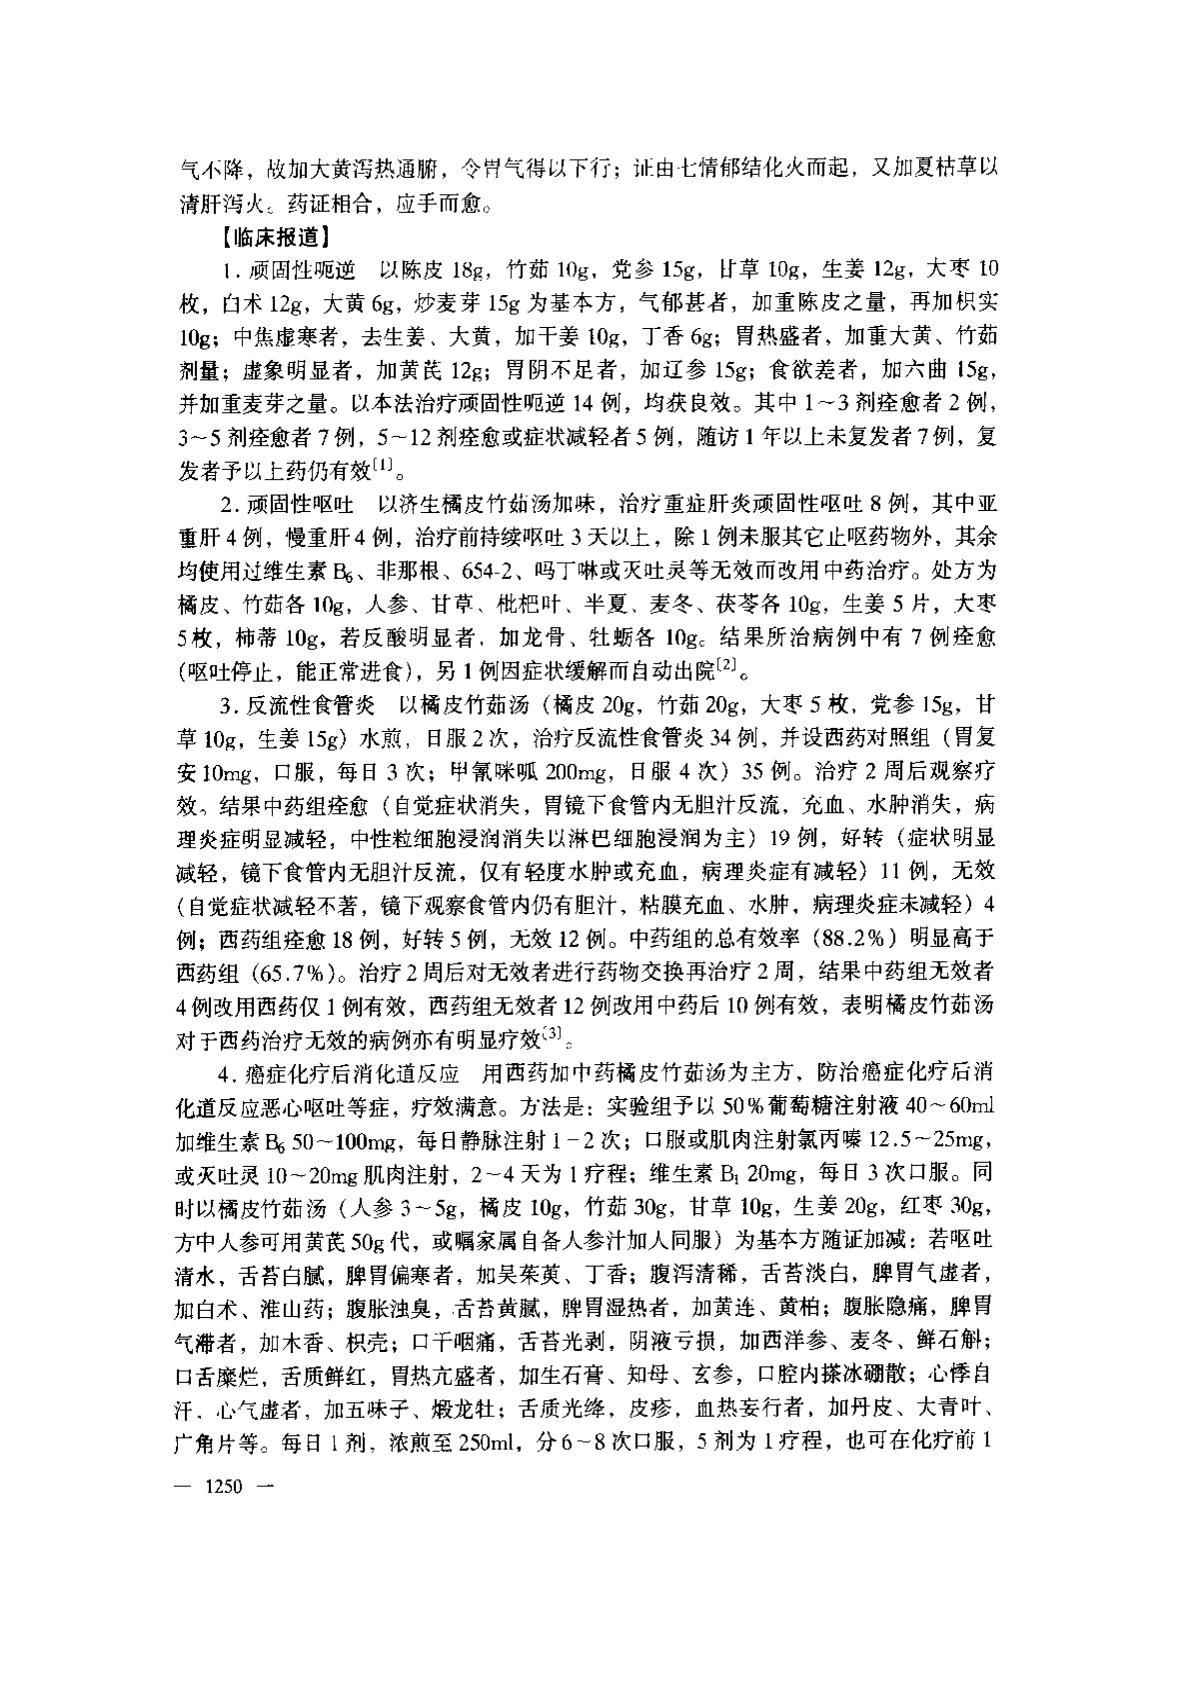 气不降，故加大黄泻热通腑，令胃气得以下行；证由七情郁结化火而起，又加夏枯草以
清肝泻火。药证相合，应手而愈。
【临床报道】
1. 顽固性呃逆　以陈皮 18g，竹茹 10g，党参 15g，甘草 10g，生姜 12g，大枣 10
枚，白术 12g，大黄 6g，炒麦芽 15g 为基本方，气郁甚者，加重陈皮之量，再加枳实
10g；中焦虚寒者，去生姜、大黄，加干姜 10g，丁香 6g；胃热盛者，加重大黄、竹茹
剂量；虚象明显者，加黄芪 12g；胃阴不足者，加辽参 15g；食欲差者，加六曲 15g，
并加重麦芽之量。以本法治疗顽固性呃逆 14 例，均获良效。其中 1～3 剂痊愈者 2 例，
3～5 剂痊愈者 7 例，5～12 剂痊愈或症状减轻者 5 例，随访 1 年以上未复发者 7 例，复
发者予以上药仍有效〔1〕。
2. 顽固性呕吐　以济生橘皮竹茹汤加味，治疗重症肝炎顽固性呕吐 8 例，其中亚
重肝 4 例，慢重肝 4 例，治疗前持续呕吐 3 天以上，除 1 例未服其它止呕药物外，其余
均使用过维生素 B₆、非那根、654-2、吗丁啉或灭吐灵等无效而改用中药治疗。处方为
橘皮、竹茹各 10g，人参、甘草、枇杷叶、半夏、麦冬、茯苓各 10g，生姜 5 片，大枣
5 枚，柿蒂 10g，若反酸明显者，加龙骨、牡蛎各 10g。结果所治病例中有 7 例痊愈
（呕吐停止，能正常进食），另 1 例因症状缓解而自动出院〔2〕。
3. 反流性食管炎　以橘皮竹茹汤（橘皮 20g，竹茹 20g，大枣 5 枚，党参 15g，甘
草 10g，生姜 15g）水煎，日服 2 次，治疗反流性食管炎 34 例，并设西药对照组（胃复
安 10mg，口服，每日 3 次；甲氰咪呱 200mg，日服 4 次）35 例。治疗 2 周后观察疗
效。结果中药组痊愈（自觉症状消失，胃镜下食管内无胆汁反流，充血、水肿消失，病
理炎症明显减轻，中性粒细胞浸润消失以淋巴细胞浸润为主）19 例，好转（症状明显
减轻，镜下食管内无胆汁反流，仅有轻度水肿或充血，病理炎症有减轻）11 例，无效
（自觉症状减轻不著，镜下观察食管内仍有胆汁，粘膜充血、水肿，病理炎症未减轻）4
例；西药组痊愈 18 例，好转 5 例，无效 12 例。中药组的总有效率（88.2%）明显高于
西药组（65.7%）。治疗 2 周后对无效者进行药物交换再治疗 2 周，结果中药组无效者
4 例改用西药仅 1 例有效，西药组无效者 12 例改用中药后 10 例有效，表明橘皮竹茹汤
对于西药治疗无效的病例亦有明显疗效〔3〕。
4. 癌症化疗后消化道反应　用西药加中药橘皮竹茹汤为主方，防治癌症化疗后消
化道反应恶心呕吐等症，疗效满意。方法是：实验组予以 50%葡萄糖注射液 40～60ml
加维生素 B₆ 50～100mg，每日静脉注射 1－2 次；口服或肌肉注射氯丙嗪 12.5～25mg，
或灭吐灵 10～20mg 肌肉注射，2～4 天为 1 疗程；维生素 B₁ 20mg，每日 3 次口服。同
时以橘皮竹茹汤（人参 3～5g，橘皮 10g，竹茹 30g，甘草 10g，生姜 20g，红枣 30g，
方中人参可用黄芪 50g 代，或嘱家属自备人参汁加人同服）为基本方随证加减：若呕吐
清水，舌苔白腻，脾胃偏寒者，加吴茱萸、丁香；腹泻清稀，舌苔淡白，脾胃气虚者，
加白术、淮山药；腹胀浊臭，舌苔黄腻，脾胃湿热者，加黄连、黄柏；腹胀隐痛，脾胃
气滞者，加木香、枳壳；口干咽痛，舌苔光剥，阴液亏损，加西洋参、麦冬、鲜石斛；
口舌糜烂，舌质鲜红，胃热亢盛者，加生石膏、知母、玄参，口腔内搽冰硼散；心悸自
汗，心气虚者，加五味子、煅龙牡；舌质光绛，皮疹，血热妄行者，加丹皮、大青叶、
广角片等。每日 1 剂，浓煎至 250ml，分 6～8 次口服，5 剂为 1 疗程，也可在化疗前 1
— 1250 —